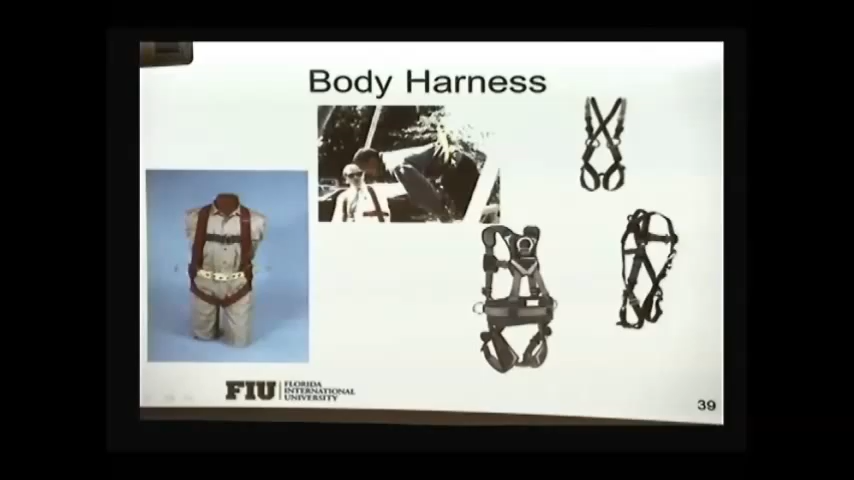 Body Harness
FIU
FLORIDA
INTERNATIONAL
UNIVERSITY
39